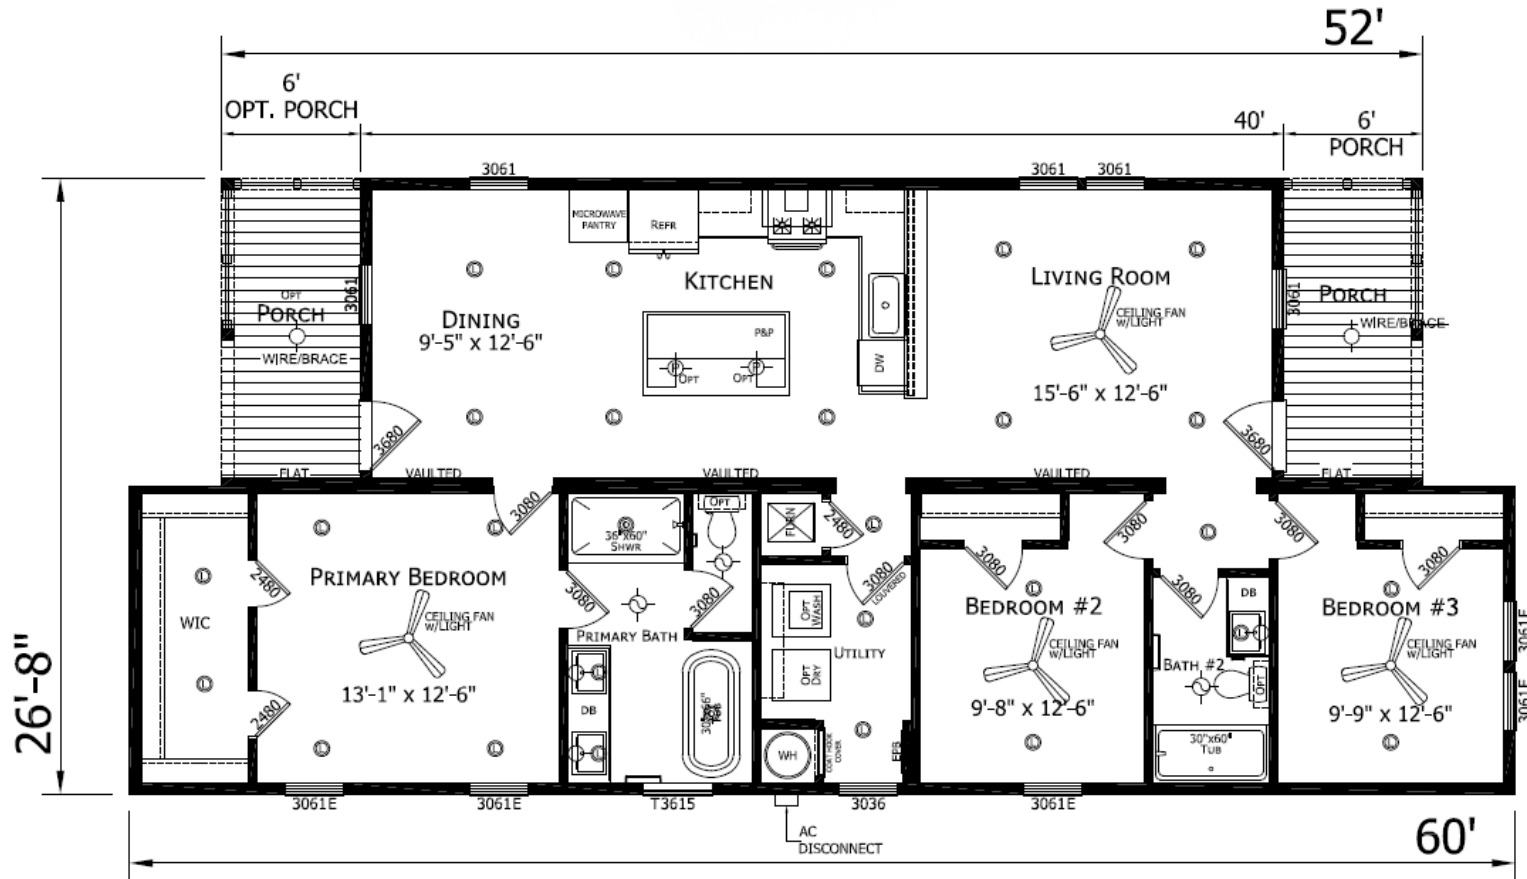 52'
6'
OPT. PORCH
40'
6'
PORCH
3061
3061
3061
MICROWAVE
PANTRY
REFR
KITCHEN
LIVING ROOM
CEILING FAN
W/LIGHT
15'-6" x 12'-6"
DINING
9'-5" x 12'-6"
P&P
P
OPT
P
OPT
DW
OPT
PORCH
WIRE/BRACE
3061
3061
PORCH
WIRE/BRACE
3680
3680
FLAT
VAULTED
VAULTED
VAULTED
FLAT
26'-8"
WIC
2480
2480
PRIMARY BEDROOM
CEILING FAN
W/LIGHT
13'-1" x 12'-6"
3080
36"x60"
SHWR
OPT
3080
3080
PRIMARY BATH
DB
TUB
FURN
2480
3080
LOUVERED
OPT
WASH
OPT
DRY
UTILITY
WH
COAT HOOK
COVER
EPB
3080
BEDROOM #2
CEILING FAN
W/LIGHT
9'-8" x 12'-6"
3080
3080
3080
DB
BATH #2
OPT
30"x60"
TUB
3080
BEDROOM #3
CEILING FAN
W/LIGHT
9'-9" x 12'-6"
3061E
3061E
3061E
3061E
T3615
3036
3061E
AC
DISCONNECT
60'